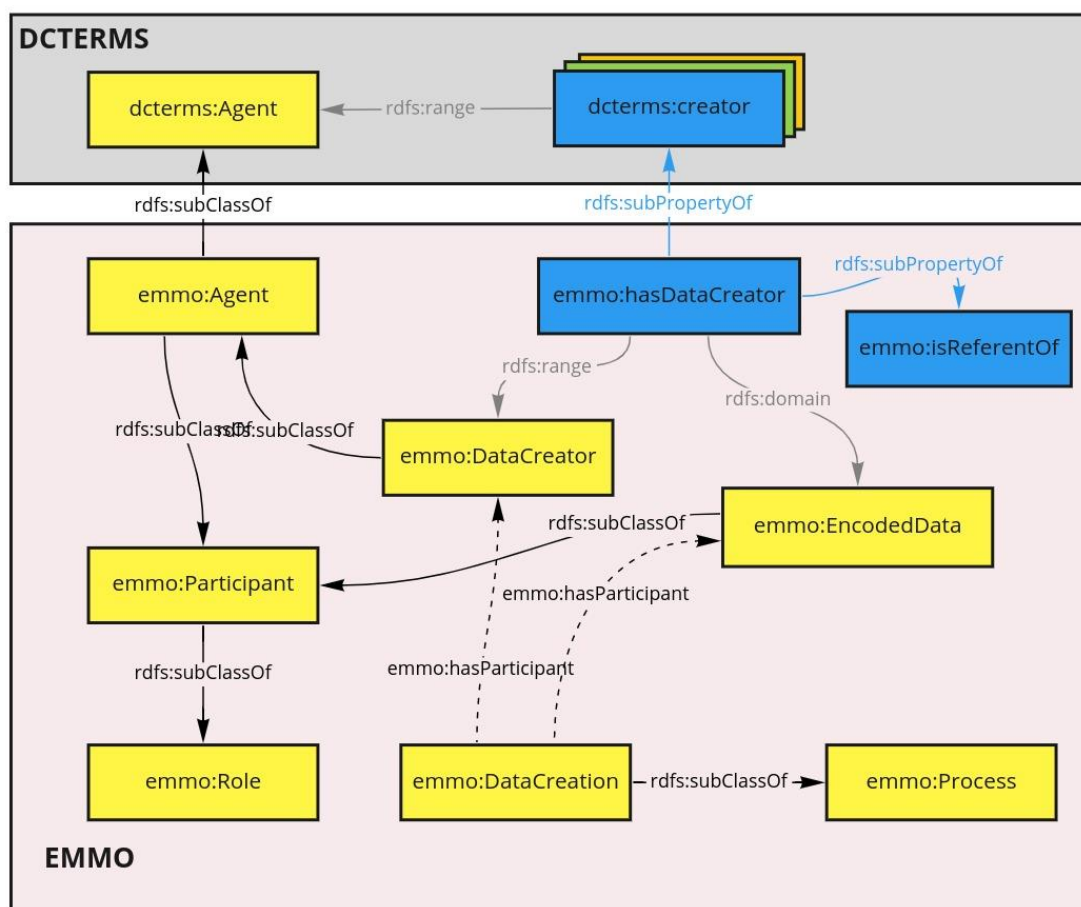 DCTERMS
dcterms:Agent
rdfs:range
dcterms:creator
rdfs:subClassOf
rdfs:subPropertyOf
emmo:Agent
emmo:hasDataCreator
rdfs:subPropertyOf
emmo:isReferentOf
rdfs:range
rdfs:domain
rdfs:subClassOf
rdfs:subClassOf
emmo:DataCreator
rdfs:subClassOf
emmo:EncodedData
emmo:Participant
emmo:hasParticipant
rdfs:subClassOf
emmo:hasParticipant
emmo:Role
emmo:DataCreation
rdfs:subClassOf
emmo:Process
EMMO